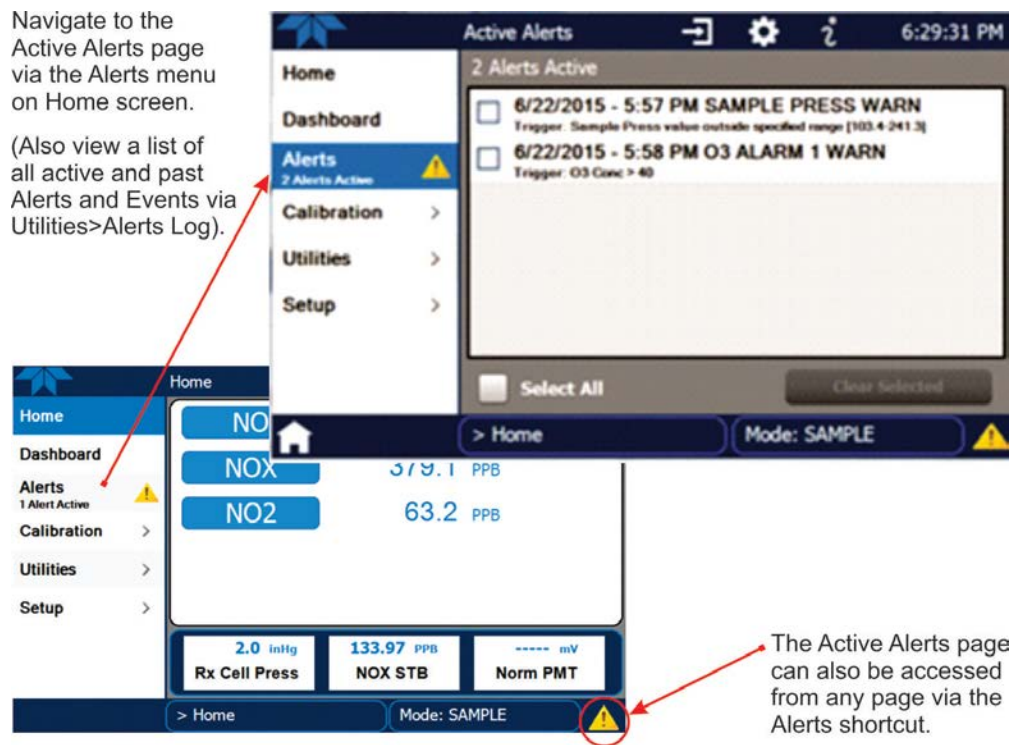 Navigate to the
Active Alerts page
via the Alerts menu
on Home screen.
(Also view a list of
all active and past
Alerts and Events via
Utilities>Alerts Log).
Active Alerts
6:29:31 PM
Home
Dashboard
Alerts
2 Alerts Active
Calibration >
Utilities >
Setup >
2 Alerts Active
6/22/2015 - 5:57 PM SAMPLE PRESS WARN
Trigger: Sample Press value outside specified range [103.4-241.3]
6/22/2015 - 5:58 PM O3 ALARM 1 WARN
Trigger: O3 Conc > 40
Select All
Clear Selected
> Home
Mode: SAMPLE
Home
Home
Dashboard
Alerts
1 Alert Active
Calibration >
Utilities >
Setup >
NO
NOX 379.1 PPB
NO2 63.2 PPB
2.0 inHg
Rx Cell Press
133.97 PPB
NOX STB
----- mV
Norm PMT
> Home
Mode: SAMPLE
The Active Alerts page
can also be accessed
from any page via the
Alerts shortcut.